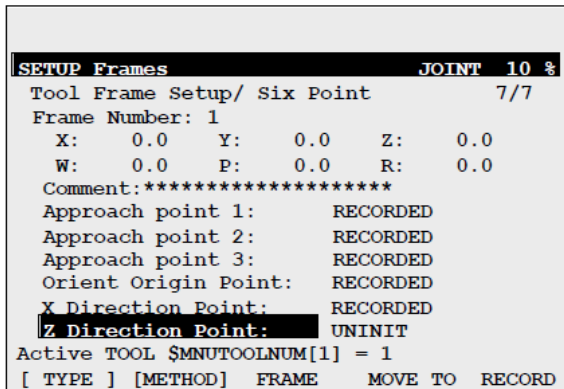 SETUP Frames JOINT 10 %
Tool Frame Setup/ Six Point 7/7
Frame Number: 1
X: 0.0 Y: 0.0 Z: 0.0
W: 0.0 P: 0.0 R: 0.0
Comment:*********************
Approach point 1: RECORDED
Approach point 2: RECORDED
Approach point 3: RECORDED
Orient Origin Point: RECORDED
X Direction Point: RECORDED
Z Direction Point: UNINIT
Active TOOL $MNUTOOLNUM[1] = 1
[ TYPE ] [METHOD] FRAME MOVE TO RECORD